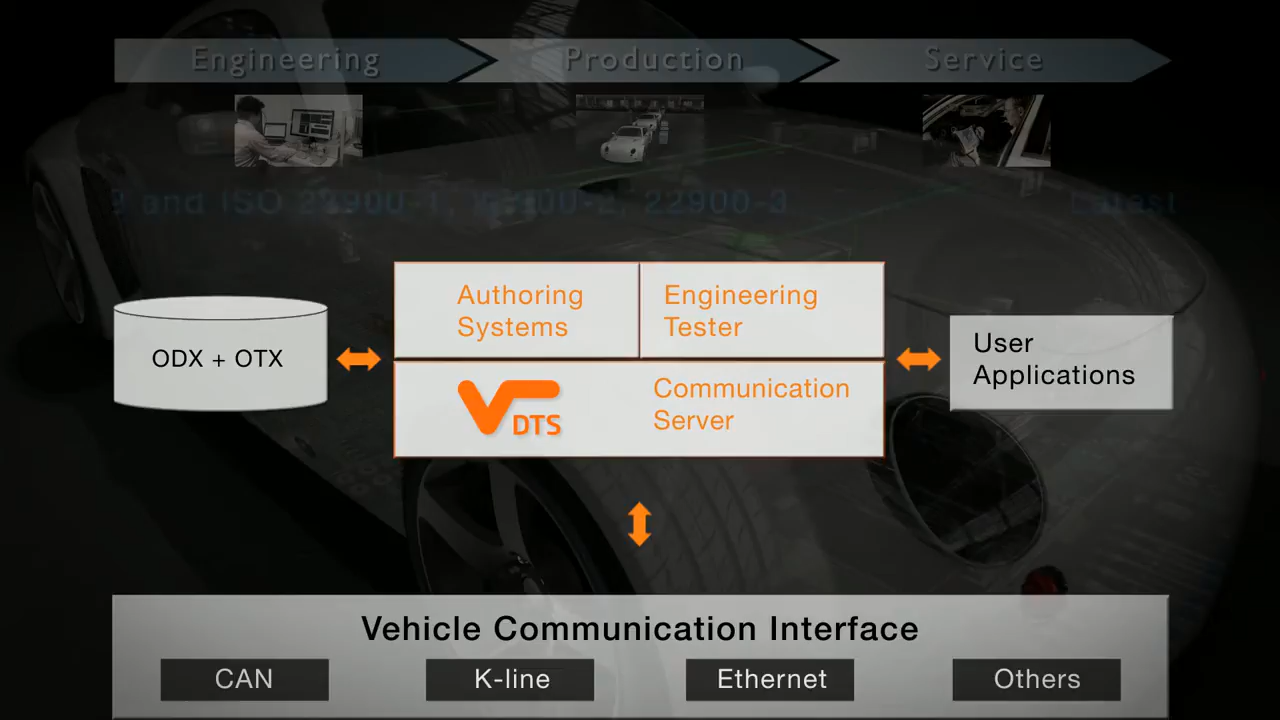 Engineering
Production
Service
and ISO 22900-1, 22900-2, 22900-3
Latest
Authoring
Systems
Engineering
Tester
ODX + OTX
User
Applications
DTS
Communication
Server
Vehicle Communication Interface
CAN
K-line
Ethernet
Others